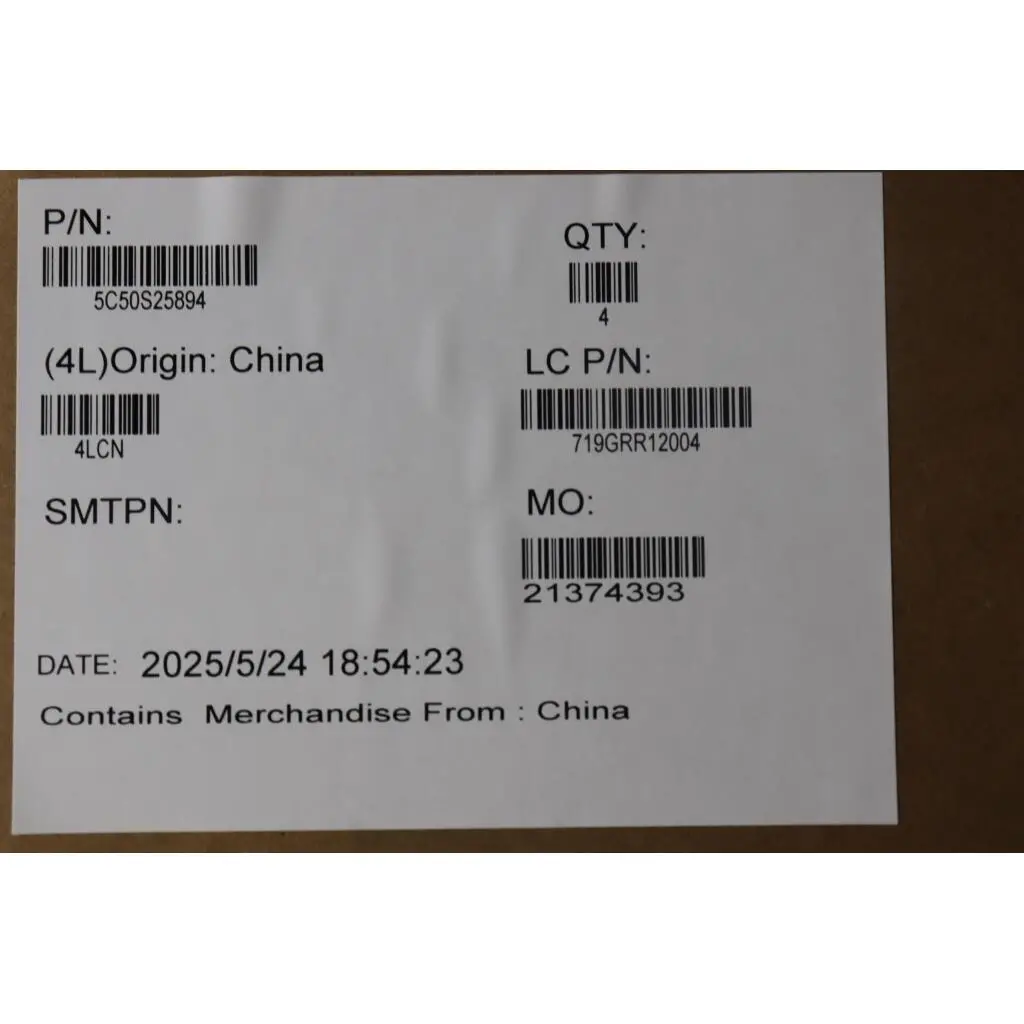 P/N:
5C50S25894
QTY:
4
(4L)Origin: China
4LCN
LC P/N:
719GRR12004
SMTPN:
MO:
21374393
DATE: 2025/5/24 18:54:23
Contains Merchandise From : China